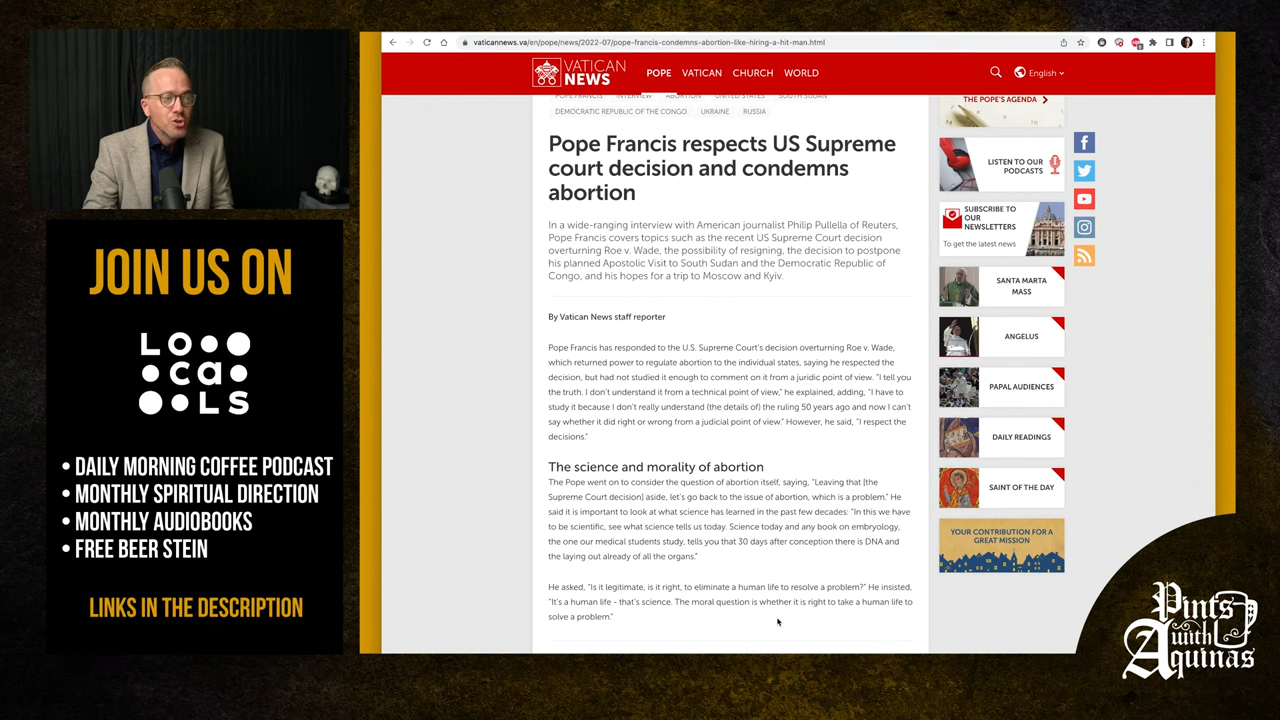 vaticannews.va/en/pope/news/2022-07/pope-francis-condemns-abortion-like-hiring-a-hit-man.html
VATICAN
NEWS
POPE
VATICAN
CHURCH
WORLD
English
POPE FRANCIS
INTERVIEW
ABORTION
UNITED STATES
SOUTH SUDAN
DEMOCRATIC REPUBLIC OF THE CONGO
UKRAINE
RUSSIA
Pope Francis respects US Supreme
court decision and condemns
abortion
In a wide-ranging interview with American journalist Philip Pullella of Reuters,
Pope Francis covers topics such as the recent US Supreme Court decision
overturning Roe v. Wade, the possibility of resigning, the decision to postpone
his planned Apostolic Visit to South Sudan and the Democratic Republic of
Congo, and his hopes for a trip to Moscow and Kyiv.
By Vatican News staff reporter
Pope Francis has responded to the U.S. Supreme Court's decision overturning Roe v. Wade,
which returned power to regulate abortion to the individual states, saying he respected the
decision, but had not studied it enough to comment on it from a juridic point of view. "I tell you
the truth. I don't understand it from a technical point of view," he explained, adding, "I have to
study it because I don't really understand (the details of) the ruling 50 years ago and now I can't
say whether it did right or wrong from a judicial point of view." However, he said, "I respect the
decisions."
The science and morality of abortion
The Pope went on to consider the question of abortion itself, saying, "Leaving that [the
Supreme Court decision] aside, let's go back to the issue of abortion, which is a problem." He
said it is important to look at what science has learned in the past few decades: "In this we have
to be scientific, see what science tells us today. Science today and any book on embryology,
the one our medical students study, tells you that 30 days after conception there is DNA and
the laying out already of all the organs."
He asked, "Is it legitimate, is it right, to eliminate a human life to resolve a problem?" He insisted,
"It's a human life - that's science. The moral question is whether it is right to take a human life to
solve a problem."
THE POPE'S AGENDA
LISTEN TO OUR
PODCASTS
SUBSCRIBE TO
OUR
NEWSLETTERS
To get the latest news
SANTA MARTA
MASS
ANGELUS
PAPAL AUDIENCES
DAILY READINGS
SAINT OF THE DAY
YOUR CONTRIBUTION FOR A
GREAT MISSION
JOIN US ON
LO
ca
LS
• DAILY MORNING COFFEE PODCAST
• MONTHLY SPIRITUAL DIRECTION
• MONTHLY AUDIOBOOKS
• FREE BEER STEIN
LINKS IN THE DESCRIPTION
Pints
with
Aquinas